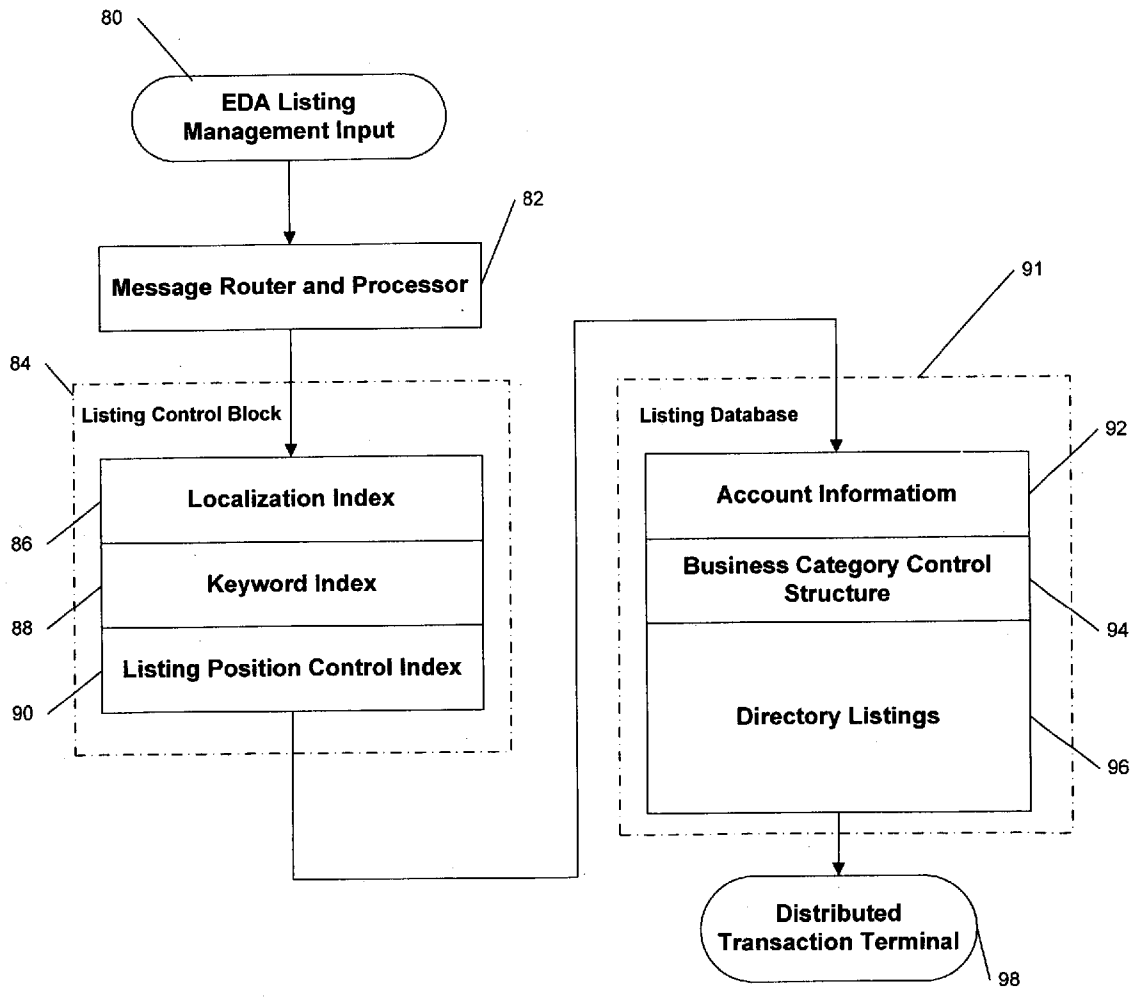 80
EDA Listing
Management Input
82
Message Router and Processor
84
Listing Control Block
Localization Index
86
Keyword Index
88
Listing Position Control Index
90
91
Listing Database
92
Account Informatiom
Business Category Control
Structure
94
Directory Listings
96
Distributed
Transaction Terminal
98